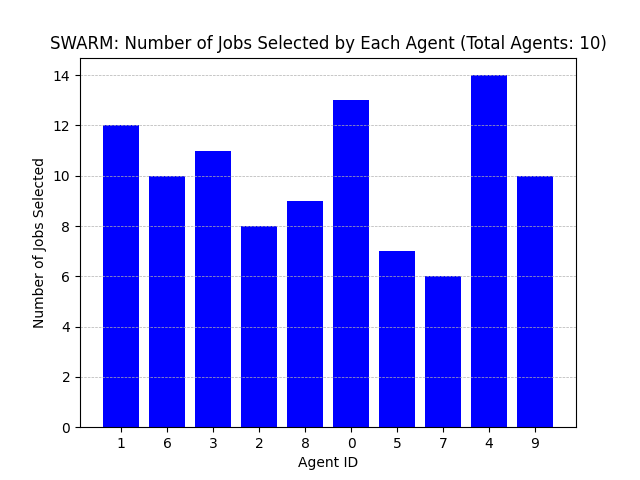 SWARM: Number of Jobs Selected by Each Agent (Total Agents: 10)
14
12
10
8
6
4
2
0
Number of Jobs Selected
1 6 3 2 8 0 5 7 4 9
Agent ID